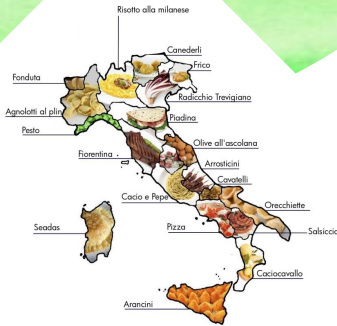 Risotto alla milanese
Canederli
Frico
Fonduta
Radicchio Trevigiano
Agnolotti al plin
Piadina
Pesto
Olive all'ascolana
Fiorentina
Arrosticini
Cavatelli
Cacio e Pepe
Orecchiette
Seadas
Pizza
Salsiccia
Caciocavallo
Arancini